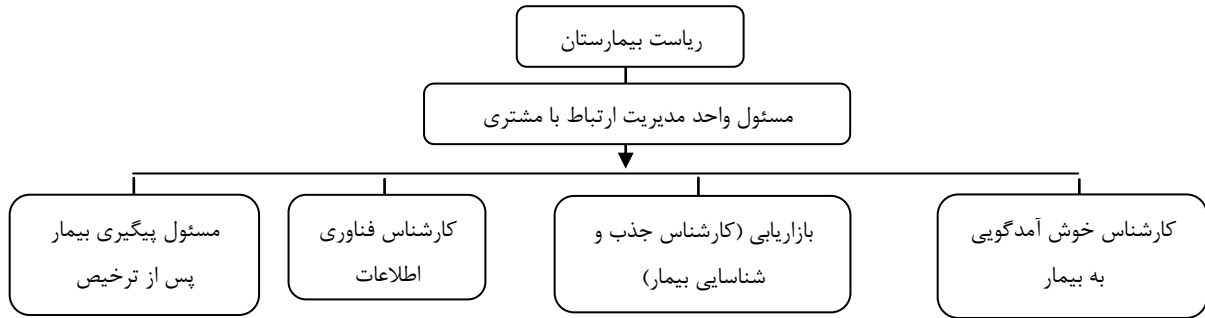 ریاست بیمارستان
مسئول واحد مدیریت ارتباط با مشتری
کارشناس خوش آمدگویی
به بیمار
بازاریابی (کارشناس جذب و
شناسایی بیمار)
کارشناس فناوری
اطلاعات
مسئول پیگیری بیمار
پس از ترخیص